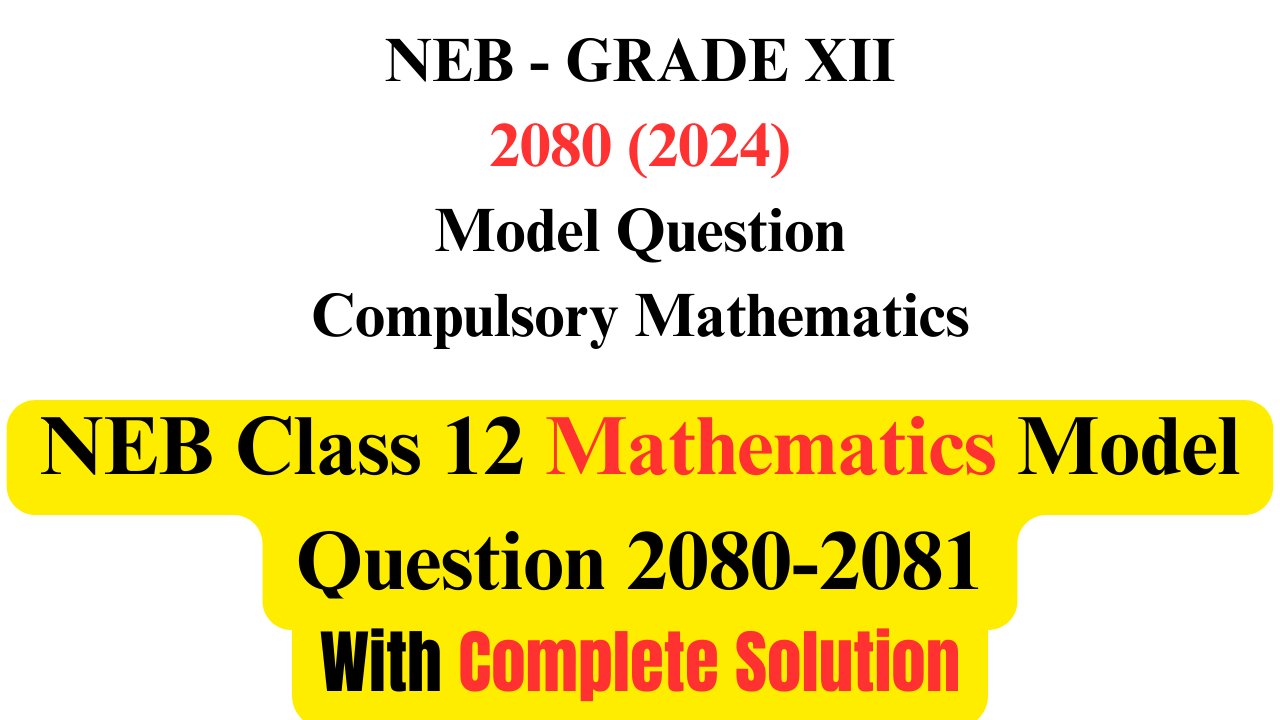 NEB - GRADE XII
2080 (2024)
Model Question
Compulsory Mathematics
NEB Class 12 Mathematics Model
Question 2080-2081
With Complete Solution